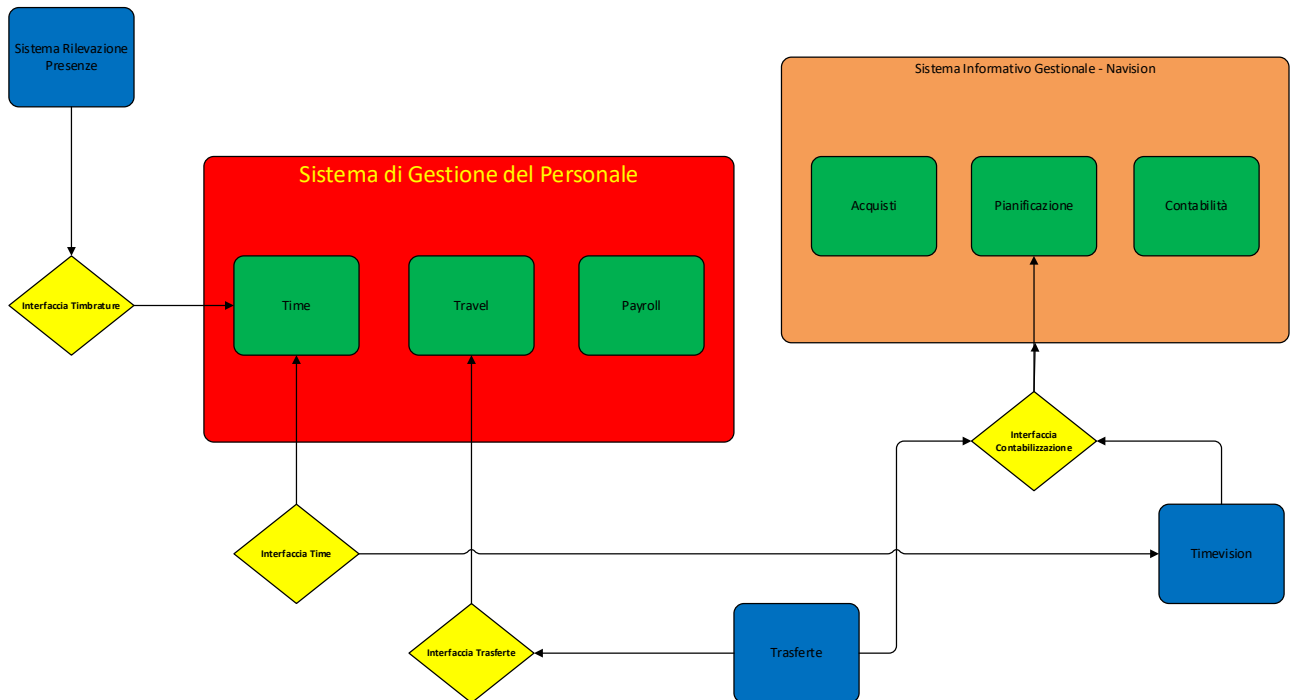 Sistema Rilevazione
Presenze
Sistema Informativo Gestionale - Navision
Sistema di Gestione del Personale
Acquisti
Pianificazione
Contabilità
Interfaccia Timbrature
Time
Travel
Payroll
Interfaccia
Contabilizzazione
Interfaccia Time
Timevision
Interfaccia Trasferte
Trasferte